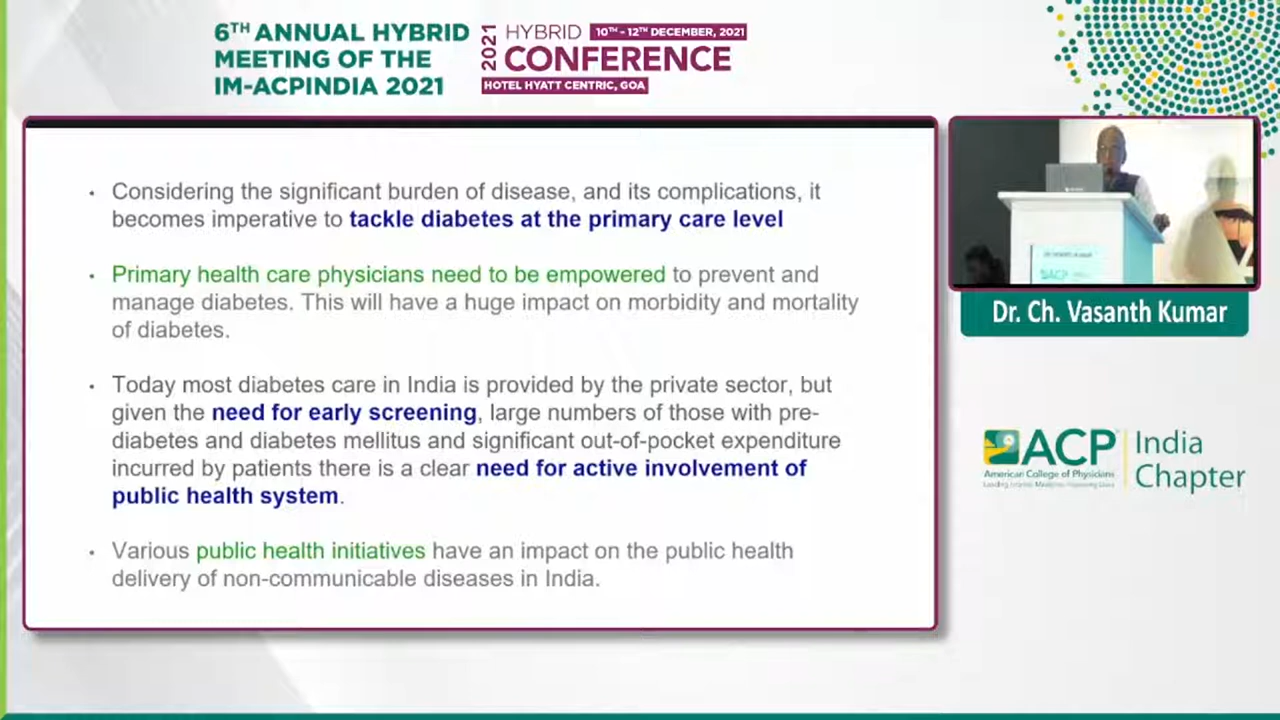 6TH ANNUAL HYBRID
MEETING OF THE
IM-ACPINDIA 2021
2021
HYBRID
10TH - 12TH DECEMBER, 2021
CONFERENCE
HOTEL HYATT CENTRIC, GOA
• Considering the significant burden of disease, and its complications, it
becomes imperative to tackle diabetes at the primary care level
• Primary health care physicians need to be empowered to prevent and
manage diabetes. This will have a huge impact on morbidity and mortality
of diabetes.
• Today most diabetes care in India is provided by the private sector, but
given the need for early screening, large numbers of those with pre-
diabetes and diabetes mellitus and significant out-of-pocket expenditure
incurred by patients there is a clear need for active involvement of
public health system.
• Various public health initiatives have an impact on the public health
delivery of non-communicable diseases in India.
ACP
Dr. Ch. Vasanth Kumar
ACP
American College of Physicians
India
Chapter